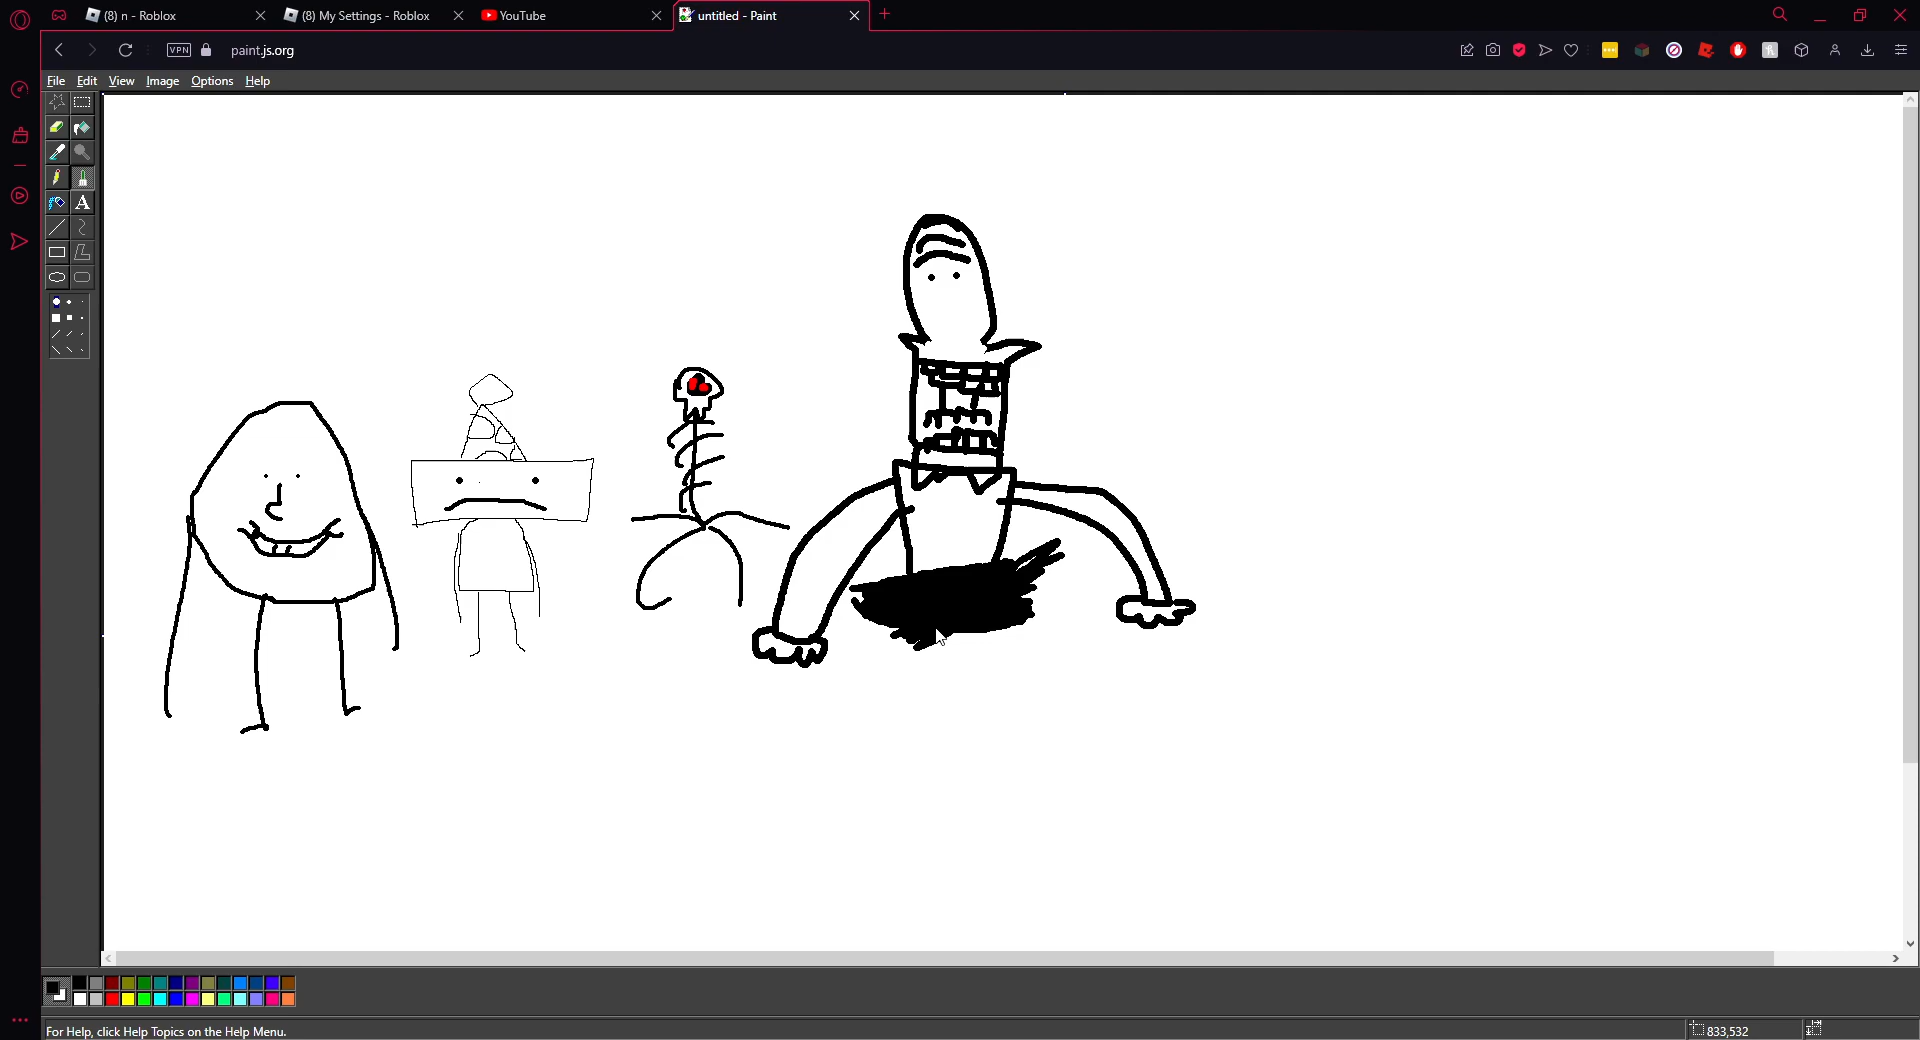 (8) n - Roblox
(8) My Settings - Roblox
YouTube
untitled - Paint
VPN
paint.js.org
File Edit View Image Options Help
A
For Help, click Help Topics on the Help Menu.
833,532